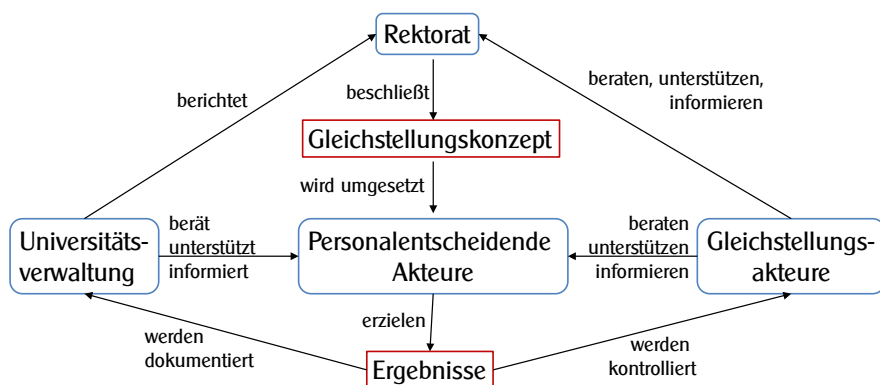 Rektorat
beraten, unterstützen,
informieren
berichtet
beschließt
Gleichstellungskonzept
wird umgesetzt
Universitäts-
verwaltung
berät
unterstützt
informiert
Personalentscheidende
Akteure
beraten
unterstützen
informieren
Gleichstellungs-
akteure
erzielen
werden
dokumentiert
Ergebnisse
werden
kontrolliert